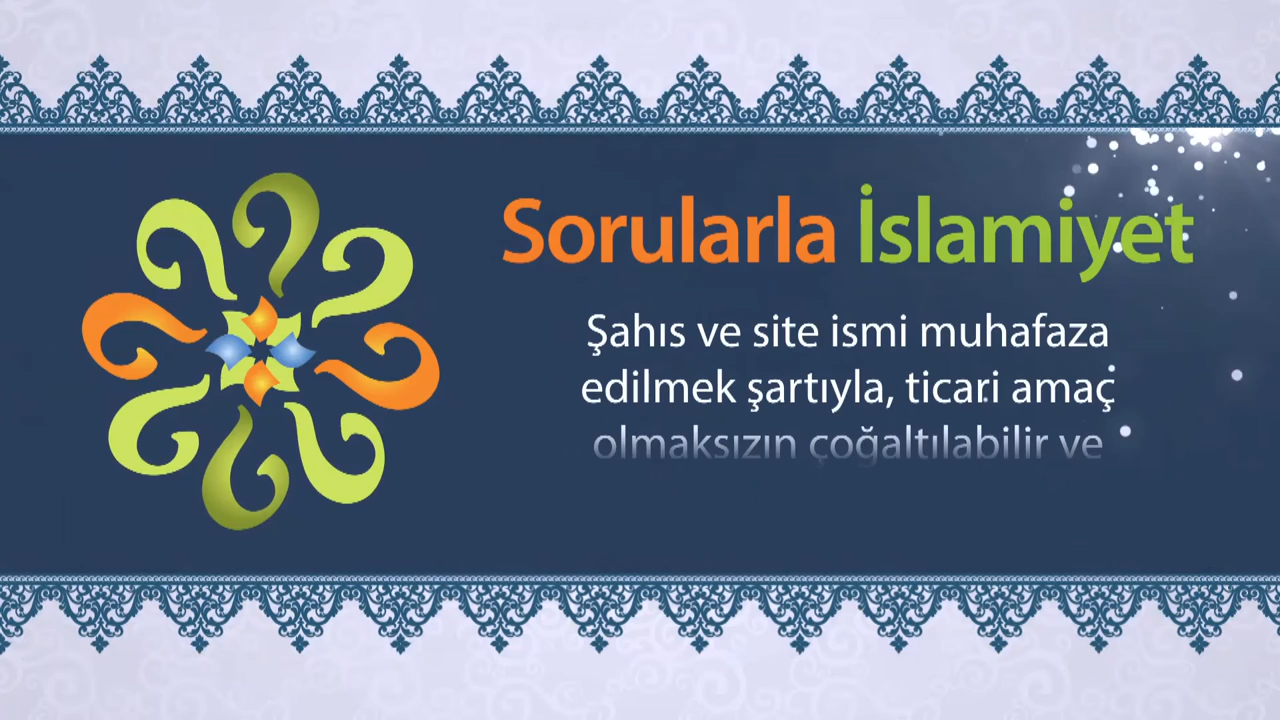 Sorularla İslamiyet
Şahıs ve site ismi muhafaza
edilmek şartıyla, ticari amaç
olmaksızın çoğaltılabilir ve